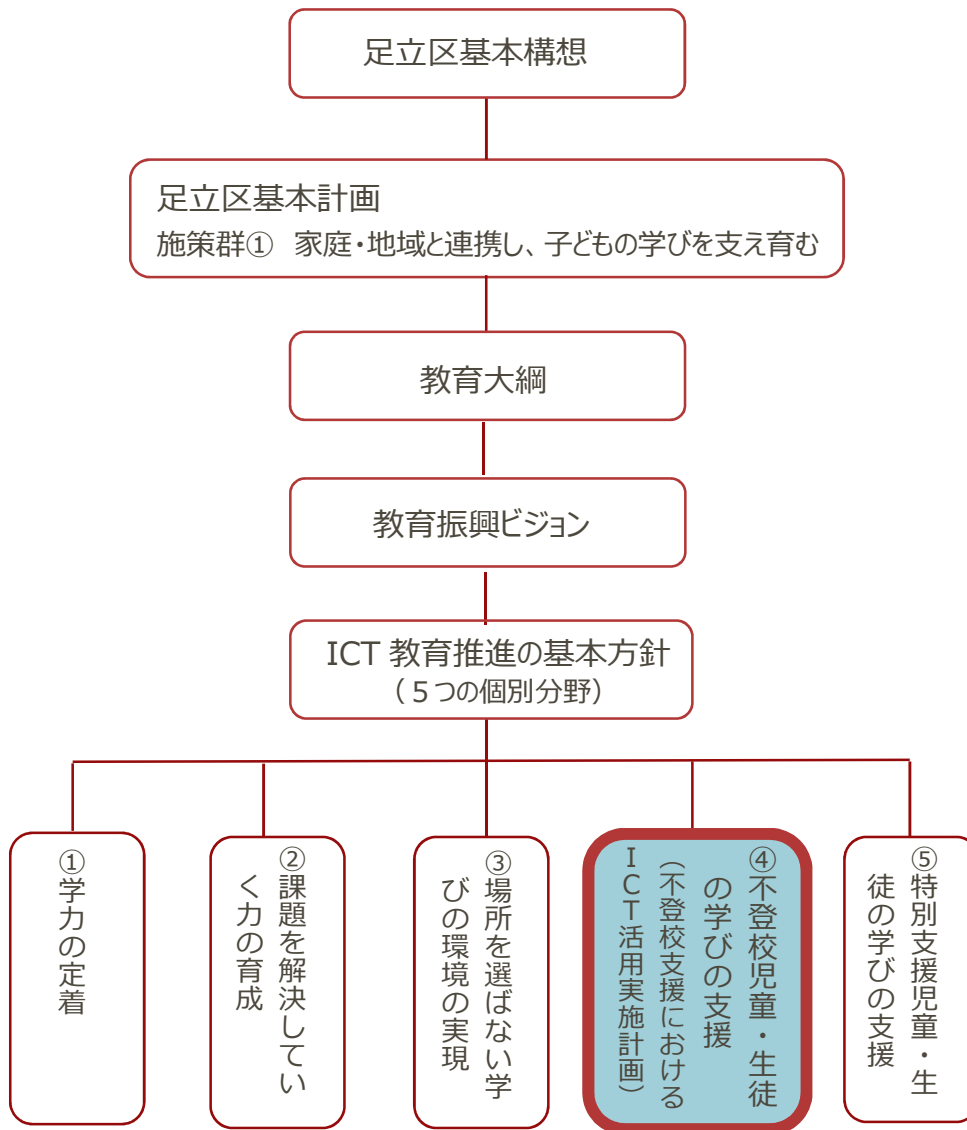 足立区基本構想
足立区基本計画
施策群① 家庭・地域と連携し、子どもの学びを支え育む
教育大綱
教育振興ビジョン
ICT 教育推進の基本方針
（５つの個別分野）
①学力の定着
②課題を解決してい
く力の育成
③場所を選ばない学
びの環境の実現
④不登校児童・生徒
の学びの支援
（不登校支援における
ＩＣＴ活用実施計画）
⑤特別支援児童・生
徒の学びの支援